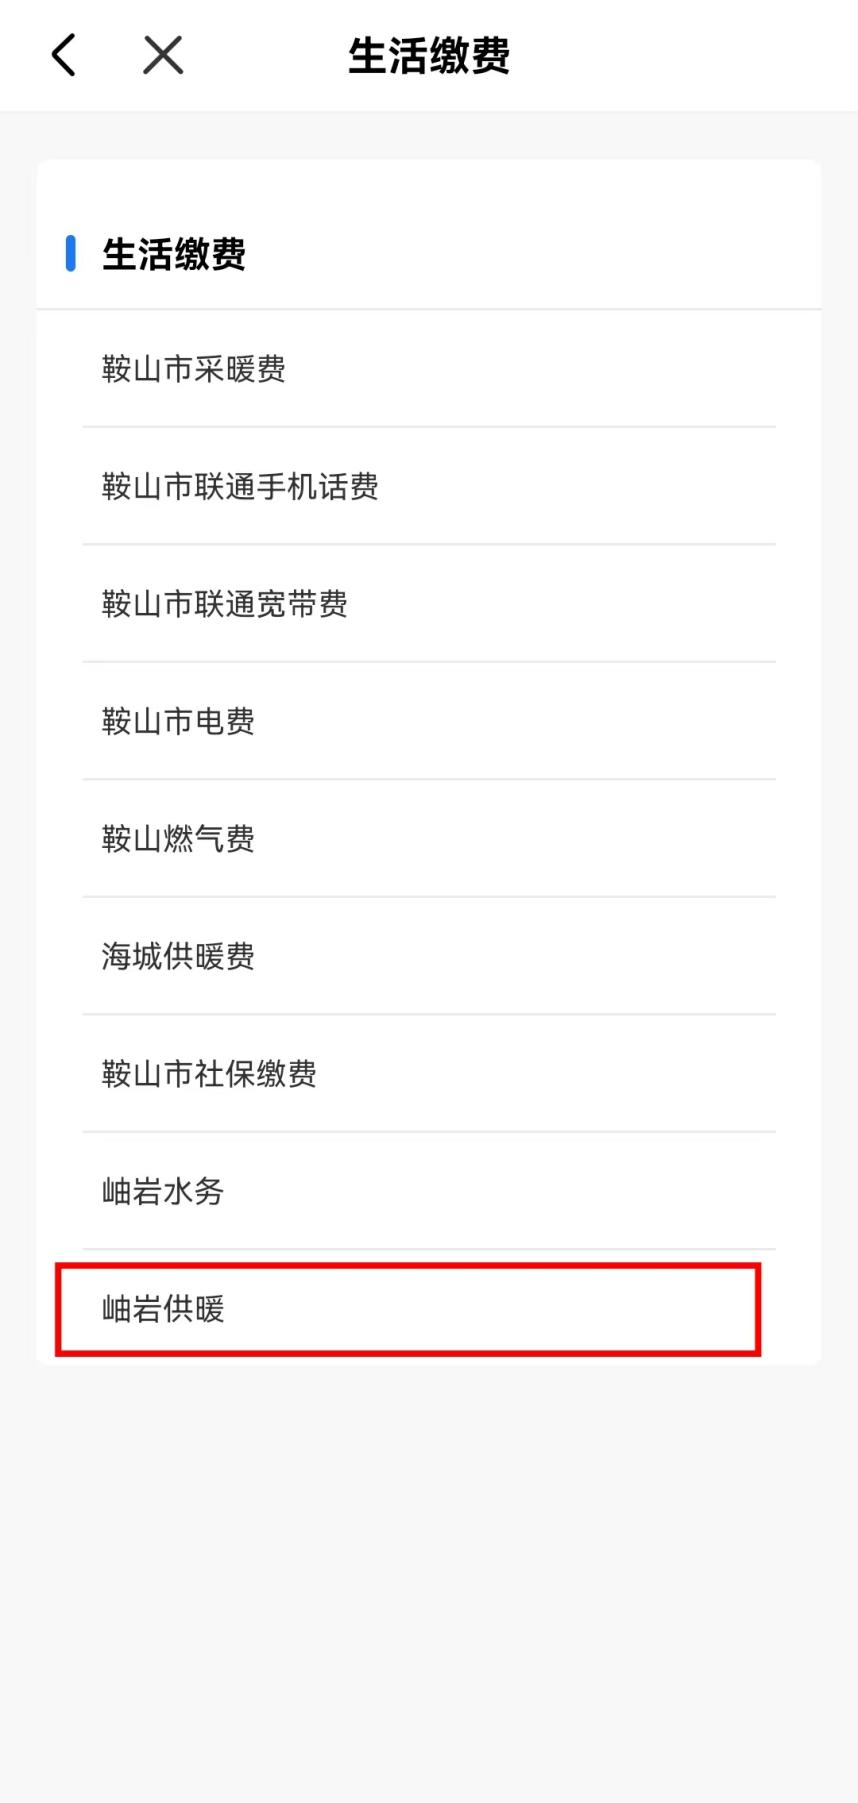 生活缴费
生活缴费
鞍山市采暖费
鞍山市联通手机话费
鞍山市联通宽带费
鞍山市电费
鞍山燃气费
海城供暖费
鞍山市社保缴费
岫岩水务
岫岩供暖